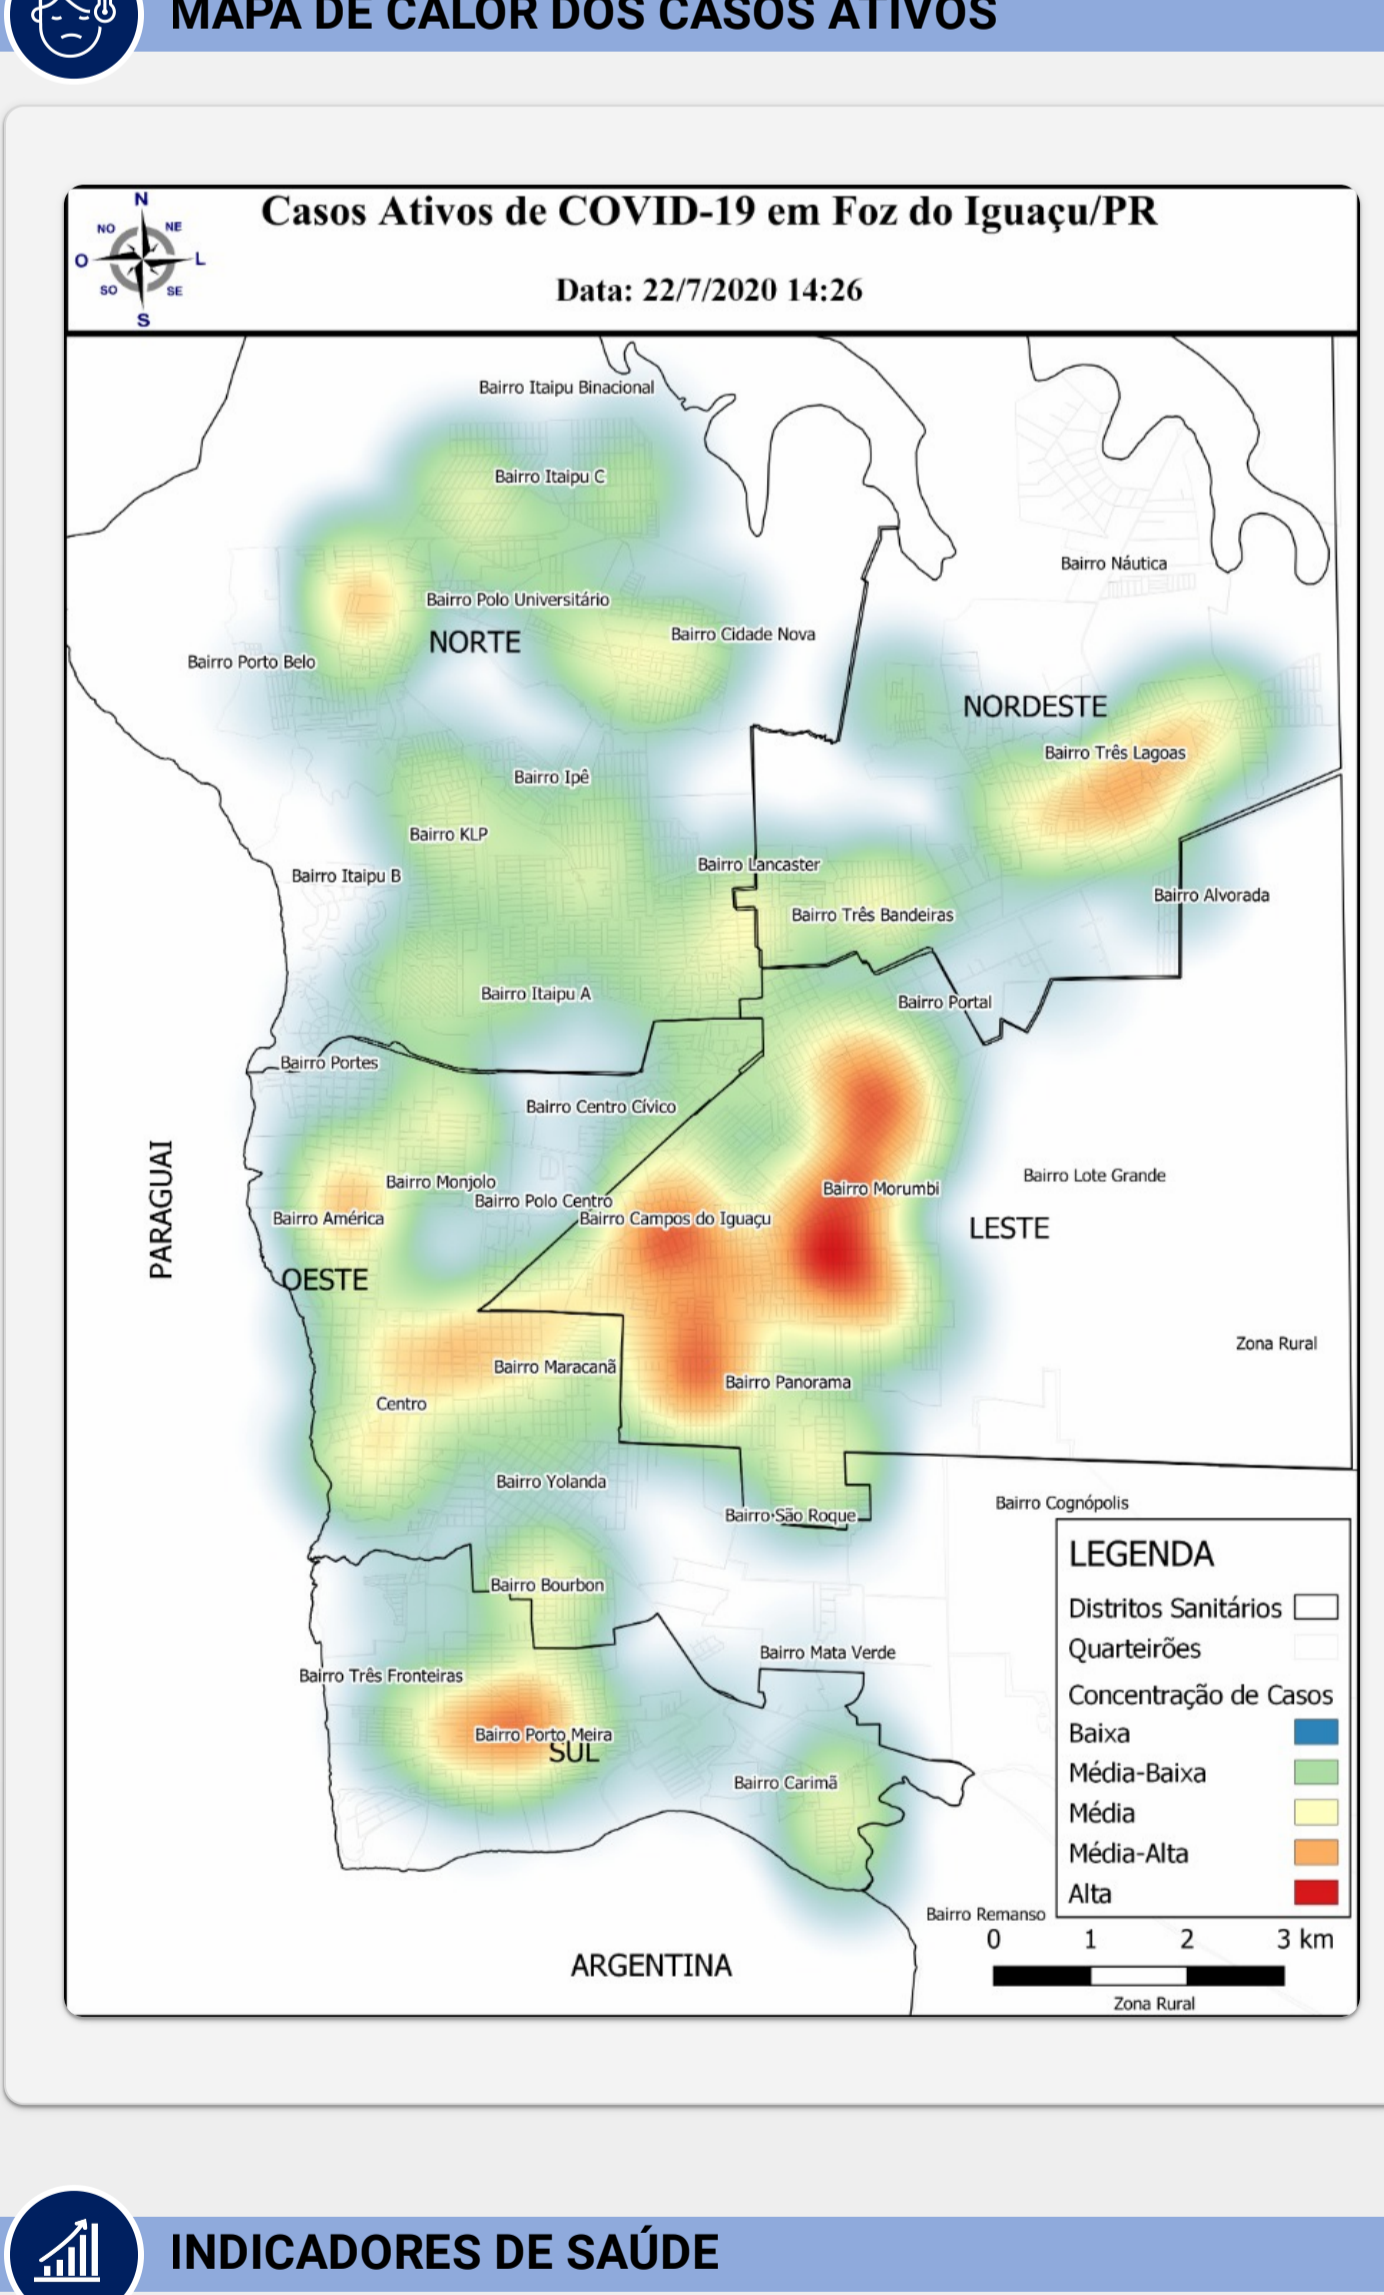 MAPA DE CALOR DOS CASOS ATIVOS
Casos Ativos de COVID-19 em Foz do Iguaçu/PR
Data: 22/7/2020 14:26
N
NO
NE
O
L
SO
SE
S
Bairro Itaipu Binacional
Bairro Itaipu C
Bairro Náutica
Bairro Polo Universitário
NORTE
Bairro Cidade Nova
Bairro Porto Belo
NORDESTE
Bairro Três Lagoas
Bairro Ipê
Bairro KLP
Bairro Lancaster
Bairro Itaipu B
Bairro Alvorada
Bairro Três Bandeiras
Bairro Itaipu A
Bairro Portal
Bairro Portes
Bairro Centro Cívico
Bairro Lote Grande
Bairro Monjolo
Bairro Morumbi
Bairro Polo Centro
Bairro América
Bairro Campos do Iguaçu
LESTE
PARAGUAI
OESTE
Zona Rural
Bairro Maracanã
Bairro Panorama
Centro
Bairro Yolanda
Bairro Cognópolis
Bairro São Roque
Bairro Bourbon
Bairro Mata Verde
Bairro Três Fronteiras
Bairro Porto Meira
SUL
Bairro Carimã
LEGENDA
Distritos Sanitários
Quarteirões
Concentração de Casos
Baixa
Média-Baixa
Média
Média-Alta
Alta
Bairro Remanso
0 1 2 3 km
ARGENTINA
Zona Rural
INDICADORES DE SAÚDE